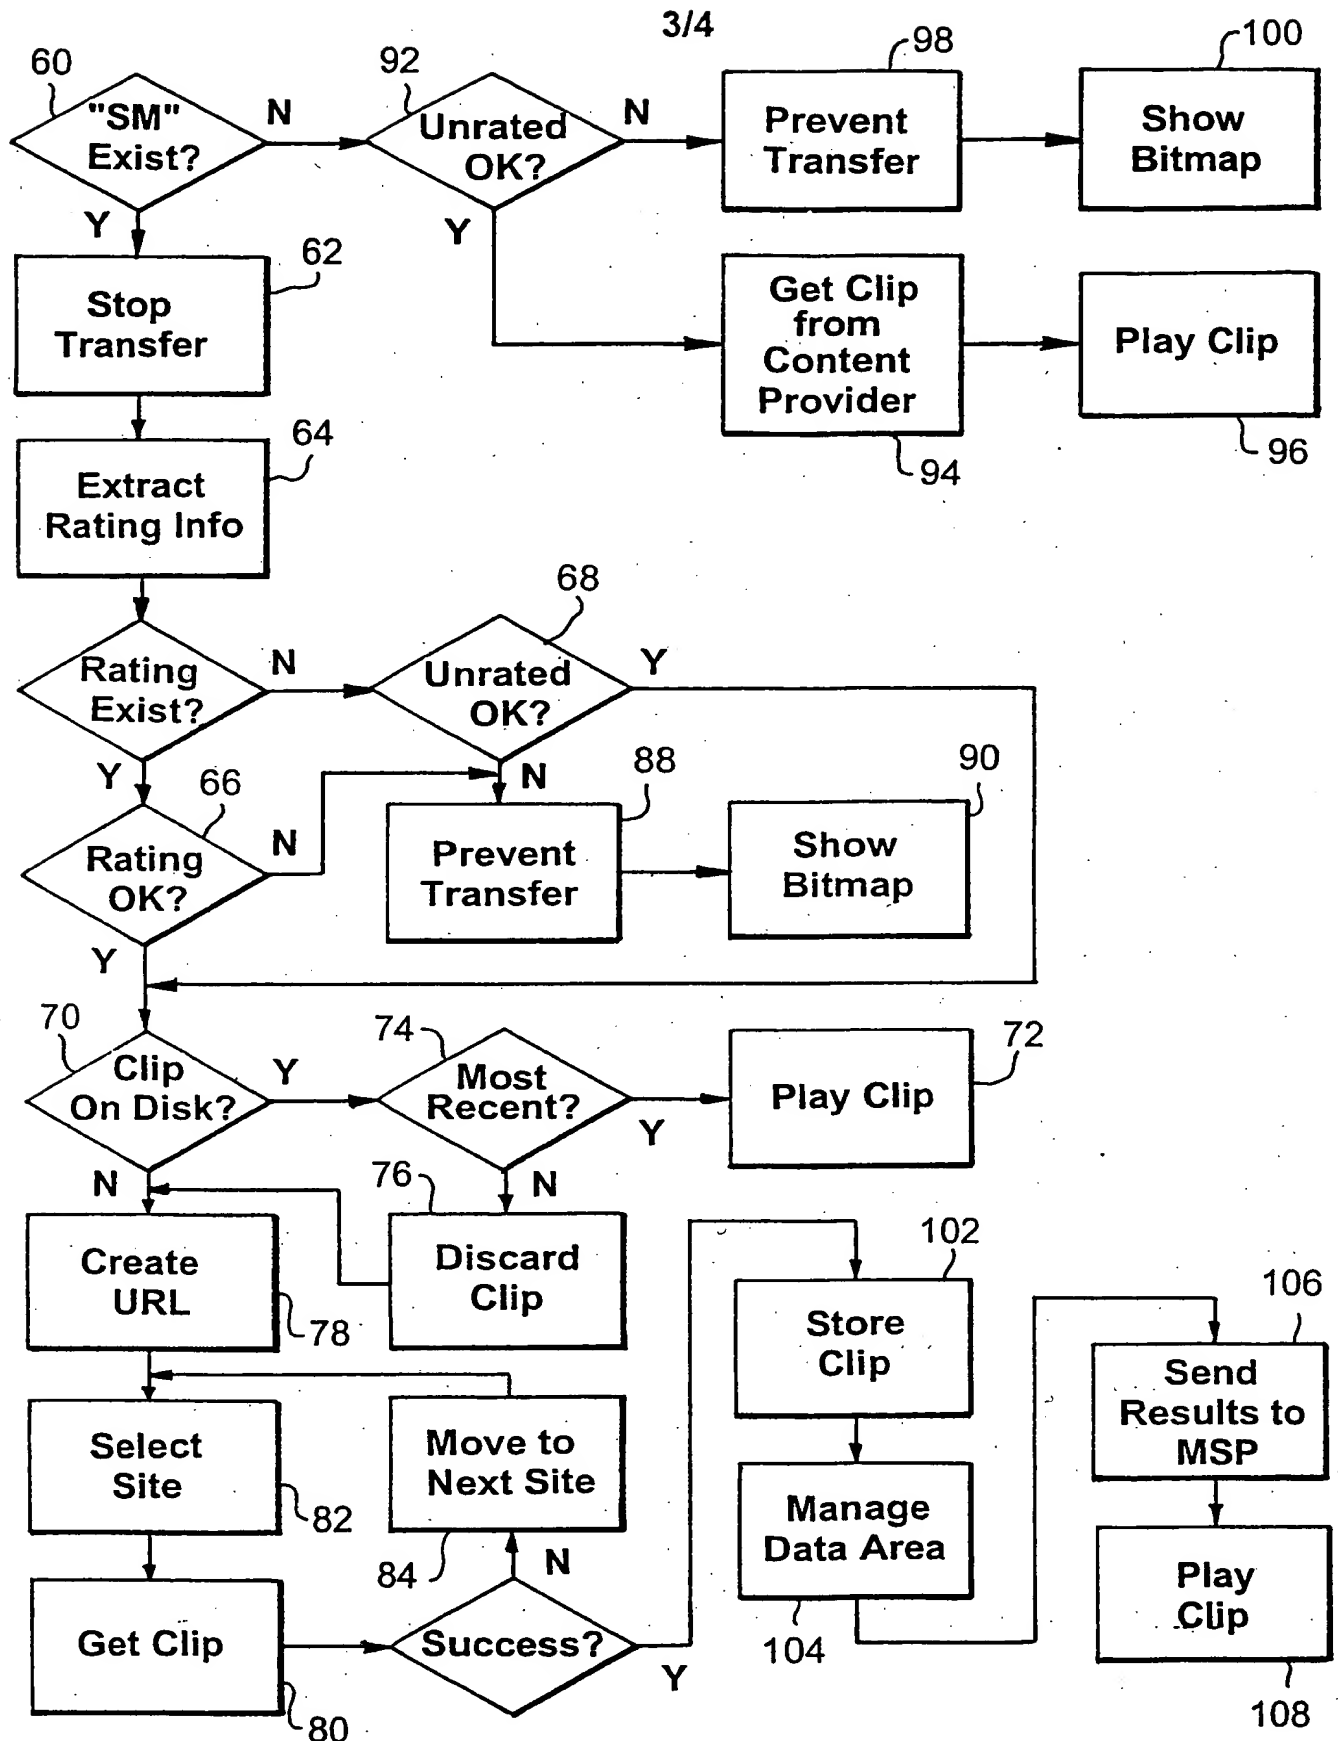 3/4
60
"SM"
Exist?
N
Y
92
Unrated
OK?
N
Y
98
Prevent
Transfer
100
Show
Bitmap
62
Stop
Transfer
Get Clip
from
Content
Provider
94
Play Clip
96
64
Extract
Rating Info
Rating
Exist?
N
Y
68
Unrated
OK?
Y
N
66
Rating
OK?
N
Y
88
Prevent
Transfer
90
Show
Bitmap
70
Clip
On Disk?
Y
N
74
Most
Recent?
Y
N
72
Play Clip
76
Discard
Clip
Create
URL
78
Select
Site
82
Move to
Next Site
84
Get Clip
80
Success?
N
Y
102
Store
Clip
Manage
Data Area
104
106
Send
Results to
MSP
Play
Clip
108